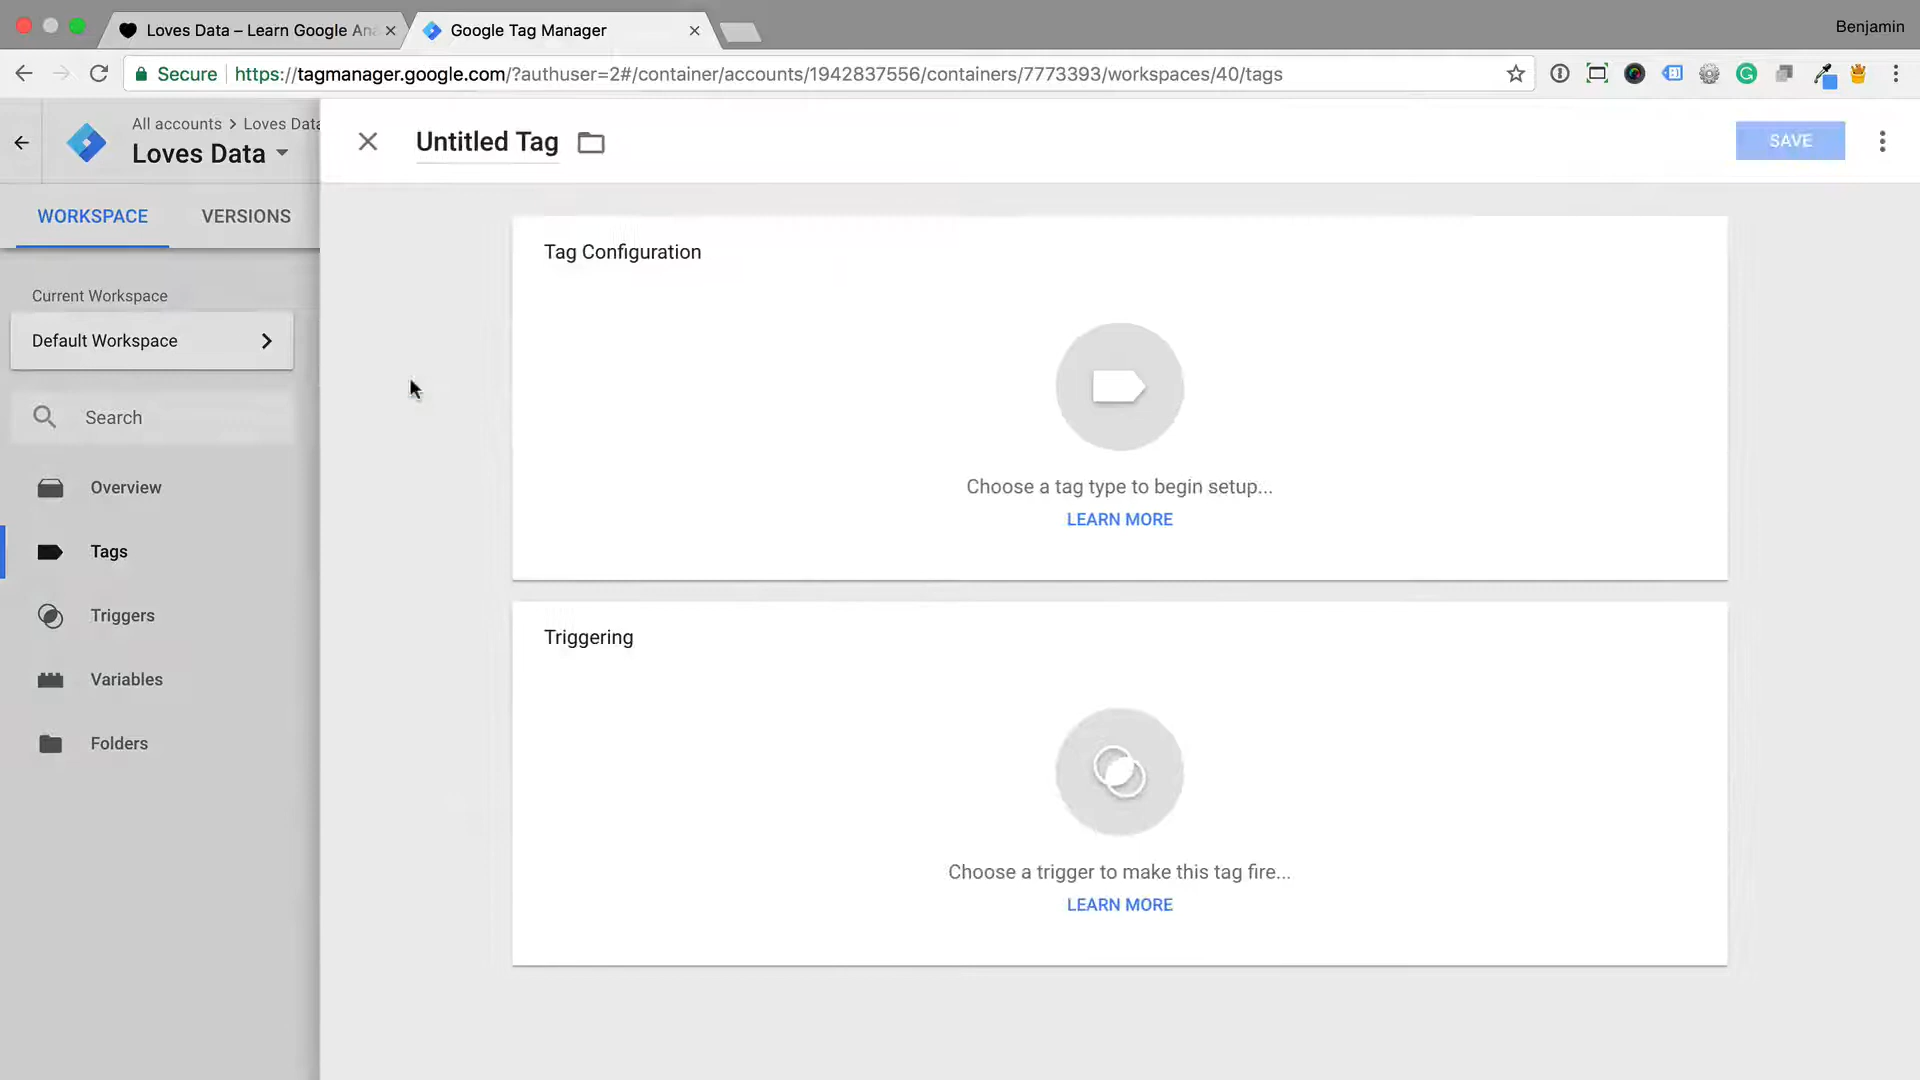 Loves Data – Learn Google Ana
Google Tag Manager
Benjamin
Secure
https://tagmanager.google.com/?authuser=2#/container/accounts/1942837556/containers/7773393/workspaces/40/tags
All accounts > Loves Data
Loves Data
Untitled Tag
SAVE
WORKSPACE
VERSIONS
Current Workspace
Default Workspace
Search
Overview
Tags
Triggers
Variables
Folders
Tag Configuration
Choose a tag type to begin setup...
LEARN MORE
Triggering
Choose a trigger to make this tag fire...
LEARN MORE